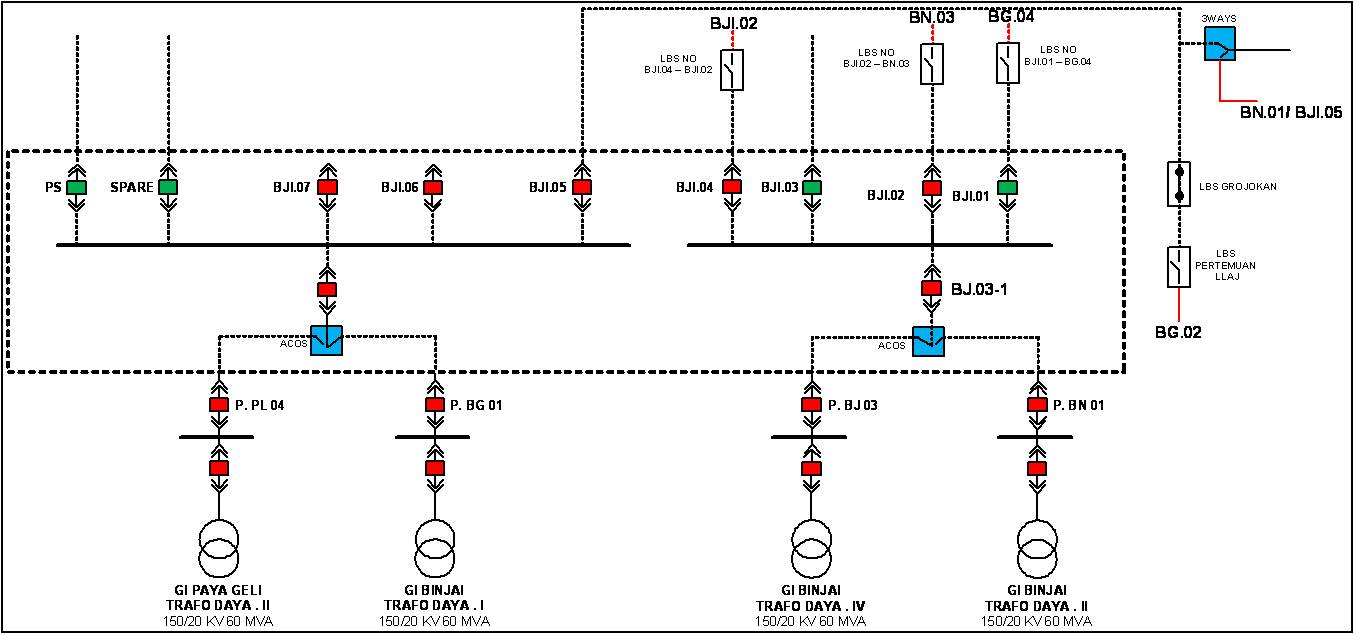 BJI.02
BN.03
BG.04
3WAYS
LBS NO
BJI.04 – BJI.02
LBS NO
BJI.02 – BN.03
LBS NO
BJI.01 – BG.04
BN.01/ BJI.05
PS
SPARE
BJI.07
BJI.06
BJI.05
BJI.04
BJI.03
BJI.02
BJI.01
LBS GROJOKAN
LBS
PERTEMUAN
LLAJ
BJ.03-1
BG.02
ACOS
ACOS
P. PL 04
P. BG 01
P. BJ 03
P. BN 01
GI PAYA GELI
TRAFO DAYA . II
150/20 KV 60 MVA
GI BINJAI
TRAFO DAYA . I
150/20 KV 60 MVA
GI BINJAI
TRAFO DAYA . IV
150/20 KV 60 MVA
GI BINJAI
TRAFO DAYA . II
150/20 KV 60 MVA